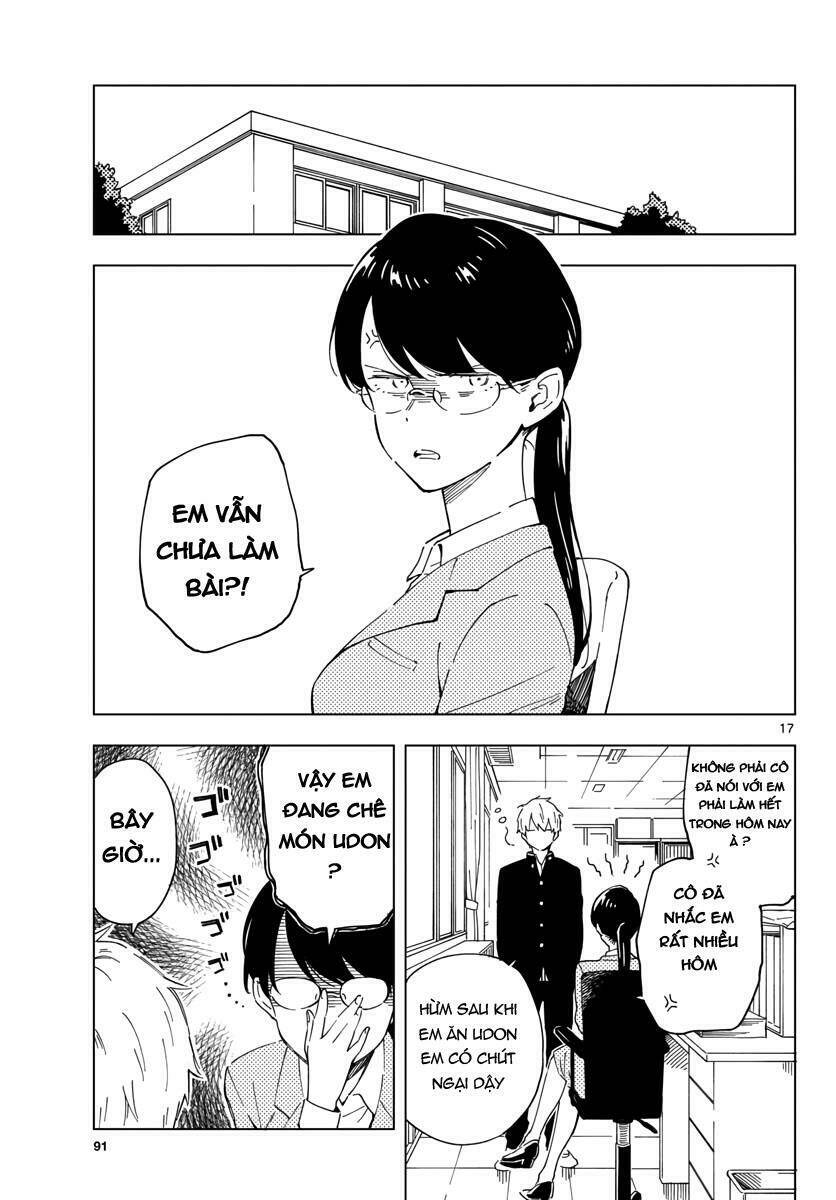 EM VẪN
CHƯA LÀM
BÀI?!
17
KHÔNG PHẢI CÔ
ĐÃ NÓI VỚI EM
PHẢI LÀM HẾT
TRONG HÔM NAY
À ?
CÔ ĐÃ
NHẮC EM
RẤT NHIỀU
HÔM
HỪM SAU KHI
EM ĂN UDON
EM CÓ CHÚT
NGẠI DẬY
VẬY EM
ĐANG CHÊ
MÓN UDON
?
ゴゴゴ
BÂY
GIỜ...
91